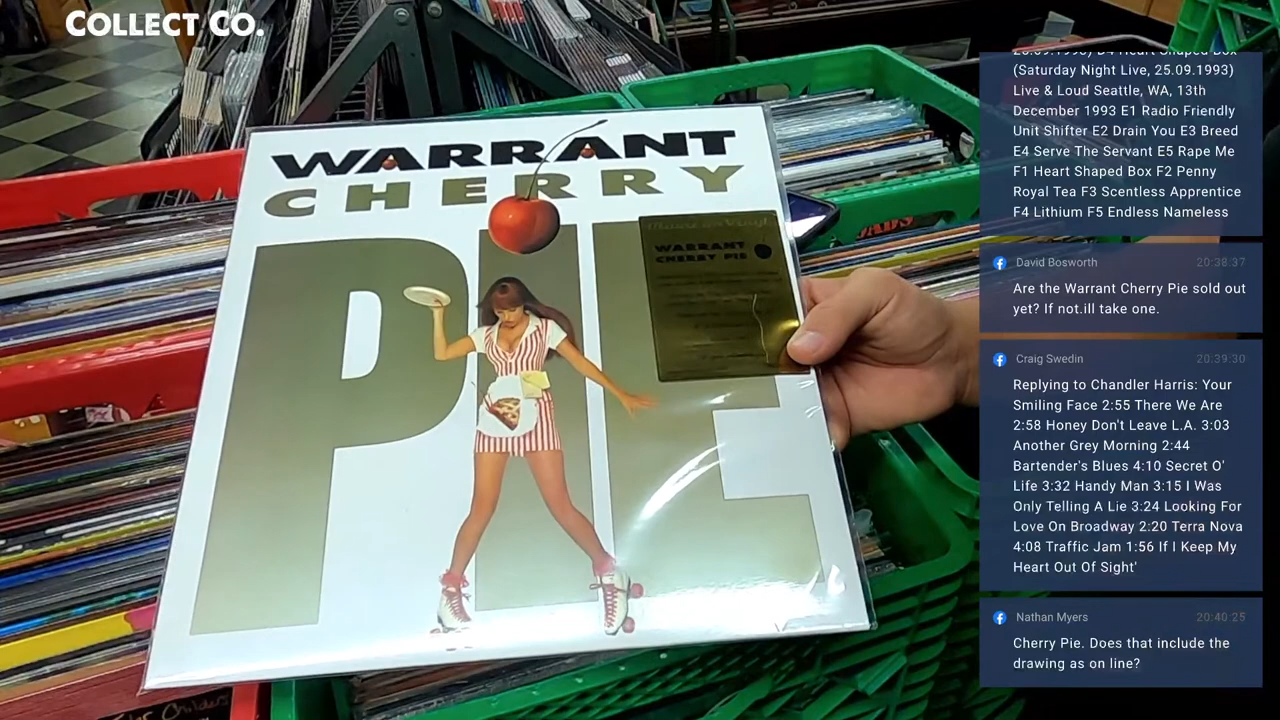 COLLECT CO.
WARRANT
CHERRY
PIE
WARRANT
CHERRY PIE
(Saturday Night Live, 25.09.1993)
Live & Loud Seattle, WA, 13th
December 1993 E1 Radio Friendly
Unit Shifter E2 Drain You E3 Breed
E4 Serve The Servant E5 Rape Me
F1 Heart Shaped Box F2 Penny
Royal Tea F3 Scentless Apprentice
F4 Lithium F5 Endless Nameless
David Bosworth 20:38:37
Are the Warrant Cherry Pie sold out
yet? If not.ill take one.
Craig Swedin 20:39:30
Replying to Chandler Harris: Your
Smiling Face 2:55 There We Are
2:58 Honey Don't Leave L.A. 3:03
Another Grey Morning 2:44
Bartender's Blues 4:10 Secret O'
Life 3:32 Handy Man 3:15 I Was
Only Telling A Lie 3:24 Looking For
Love On Broadway 2:20 Terra Nova
4:08 Traffic Jam 1:56 If I Keep My
Heart Out Of Sight'
Nathan Myers 20:40:25
Cherry Pie. Does that include the
drawing as on line?